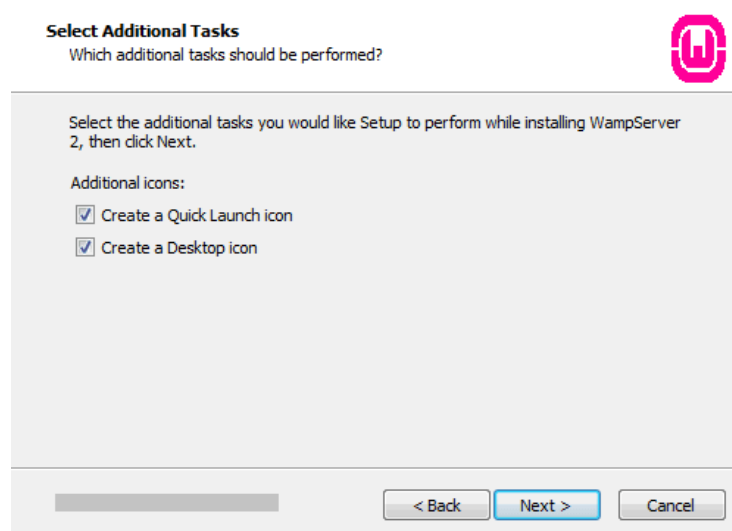 Select Additional Tasks
Which additional tasks should be performed?
W
Select the additional tasks you would like Setup to perform while installing WampServer
2, then click Next.
Additional icons:
Create a Quick Launch icon
Create a Desktop icon
< Back
Next >
Cancel